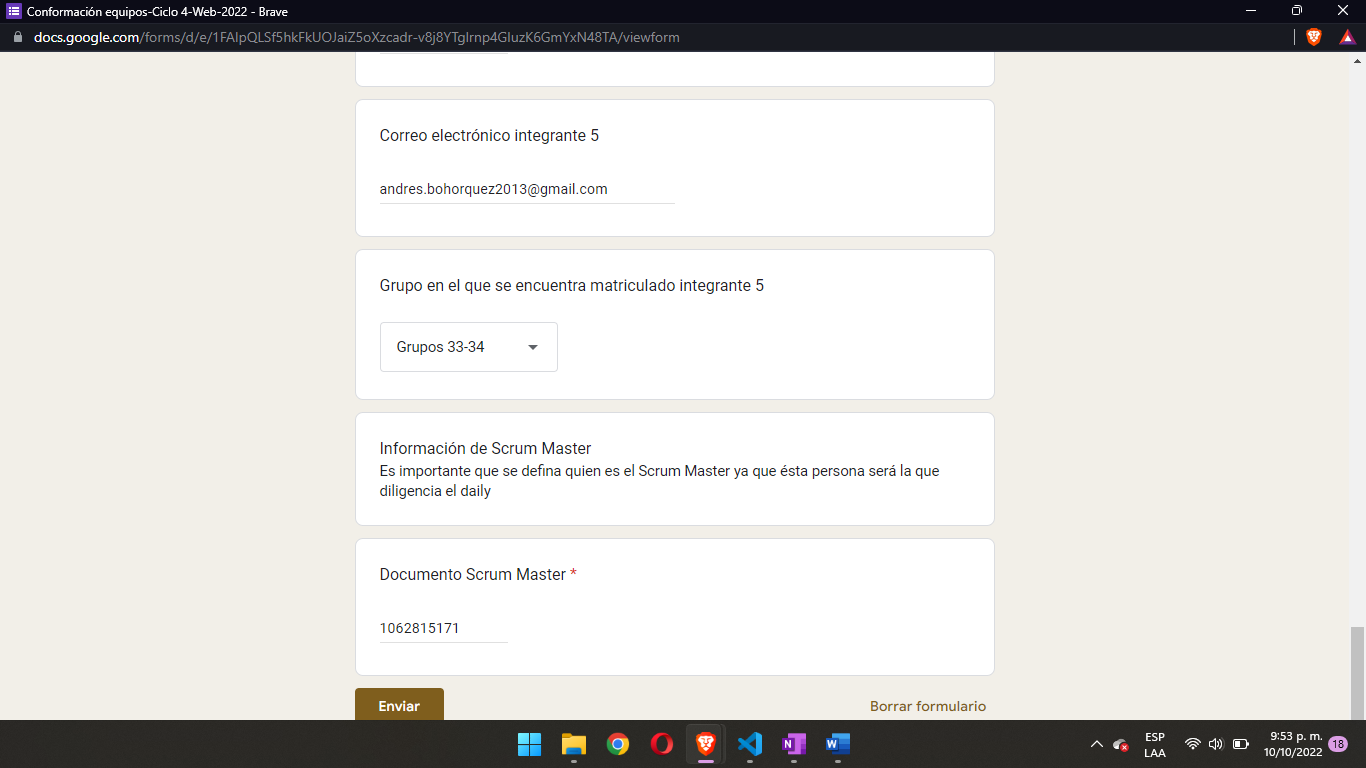 Conformación equipos-Ciclo 4-Web-2022 - Brave
docs.google.com/forms/d/e/1FAIpQLSf5hkFkUOJaiZ5oXzcadr-v8j8YTglrnp4GluzK6GmYxN48TA/viewform
Correo electrónico integrante 5
andres.bohorquez2013@gmail.com
Grupo en el que se encuentra matriculado integrante 5
Grupos 33-34
Información de Scrum Master
Es importante que se defina quien es el Scrum Master ya que ésta persona será la que
diligencia el daily
Documento Scrum Master *
1062815171
Enviar
Borrar formulario
ESP
LAA
9:53 p. m.
10/10/2022
18